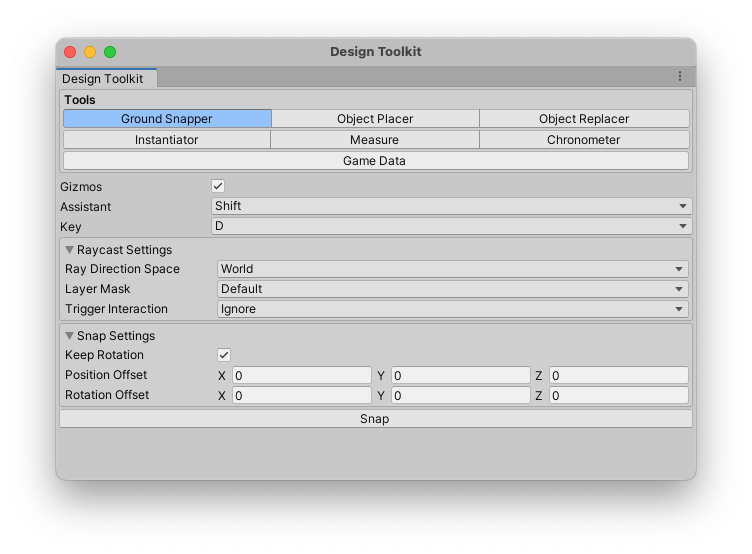 Design Toolkit
Design Toolkit
Tools
Ground Snapper Object Placer Object Replacer
Instantiator Measure Chronometer
Game Data
Gizmos
Assistant Shift
Key D
Raycast Settings
Ray Direction Space World
Layer Mask Default
Trigger Interaction Ignore
Snap Settings
Keep Rotation
Position Offset X 0 Y 0 Z 0
Rotation Offset X 0 Y 0 Z 0
Snap